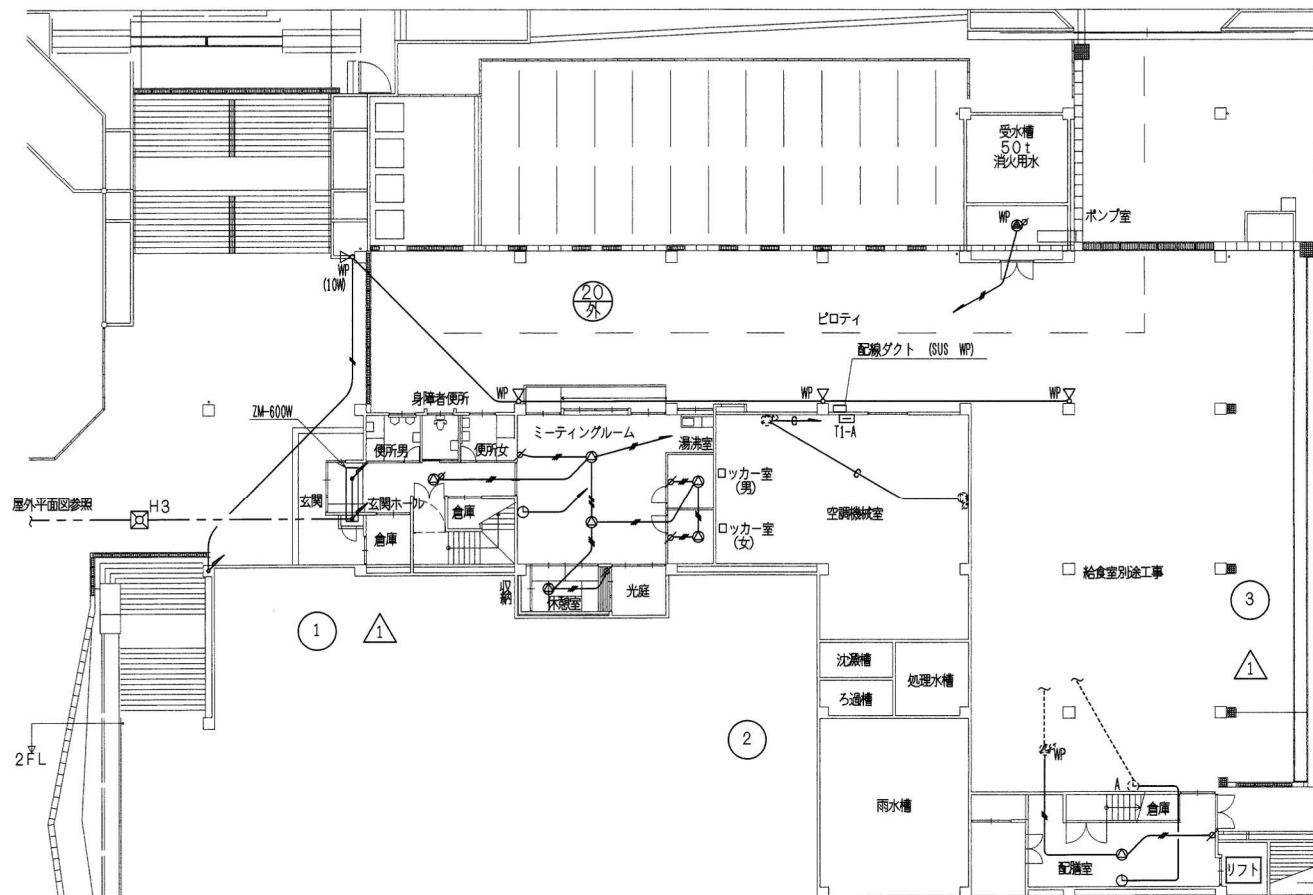 受水槽
50t
消火用水
WP
ポンプ室
WP
(10W)
20
外
ピロティ
配線ダクト (SUS WP)
ZM-600W
身障者便所
WP
WP
WP
T1-A
便所男
便所女
ミーティングルーム
湯沸室
屋外平面図参照
H3
玄関
玄関ホール
倉庫
倉庫
ロッカー室
(男)
ロッカー室
(女)
空調機械室
給食室別途工事
収納
休憩室
光庭
1
1
3
1
沈澱槽
ろ過槽
処理水槽
2
2FL
WP
A
雨水槽
倉庫
配膳室
リフト